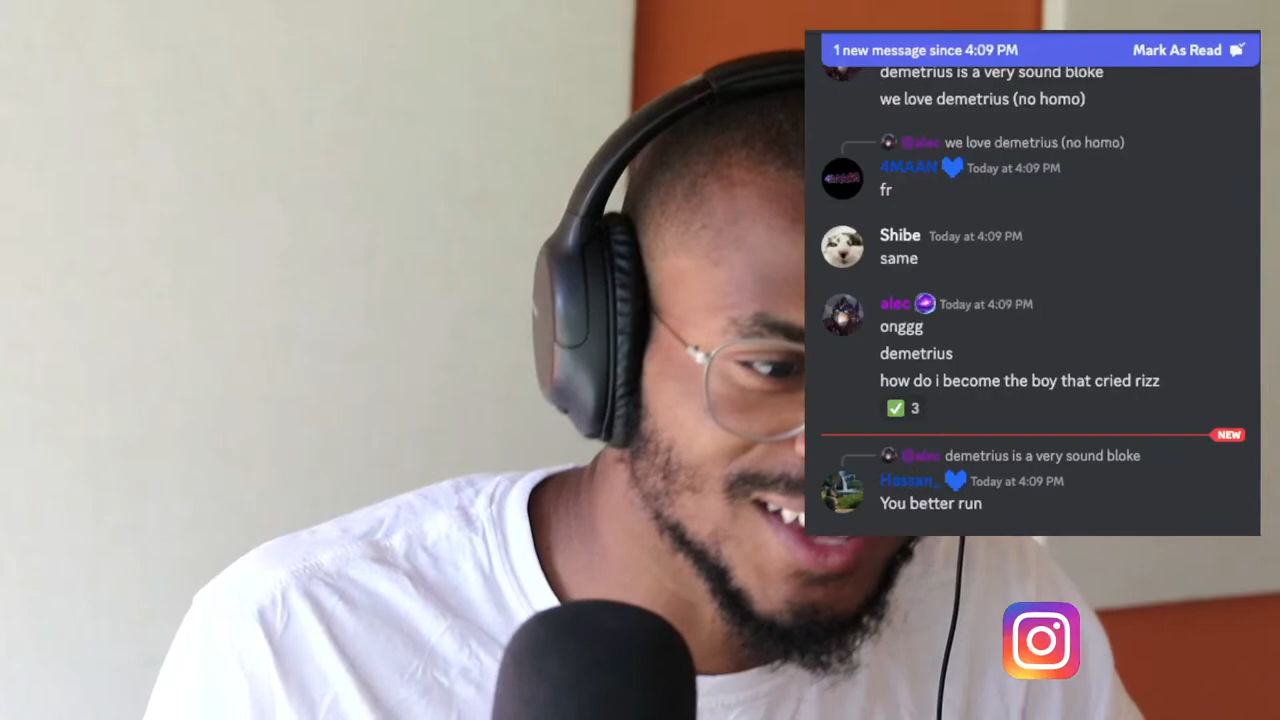 1 new message since 4:09 PM Mark As Read
demetrius is a very sound bloke
we love demetrius (no homo)
@alec we love demetrius (no homo)
4MAAN Today at 4:09 PM
fr
Shibe Today at 4:09 PM
same
alec Today at 4:09 PM
onggg
demetrius
how do i become the boy that cried rizz
3
NEW
@alec demetrius is a very sound bloke
Hassan_ Today at 4:09 PM
You better run